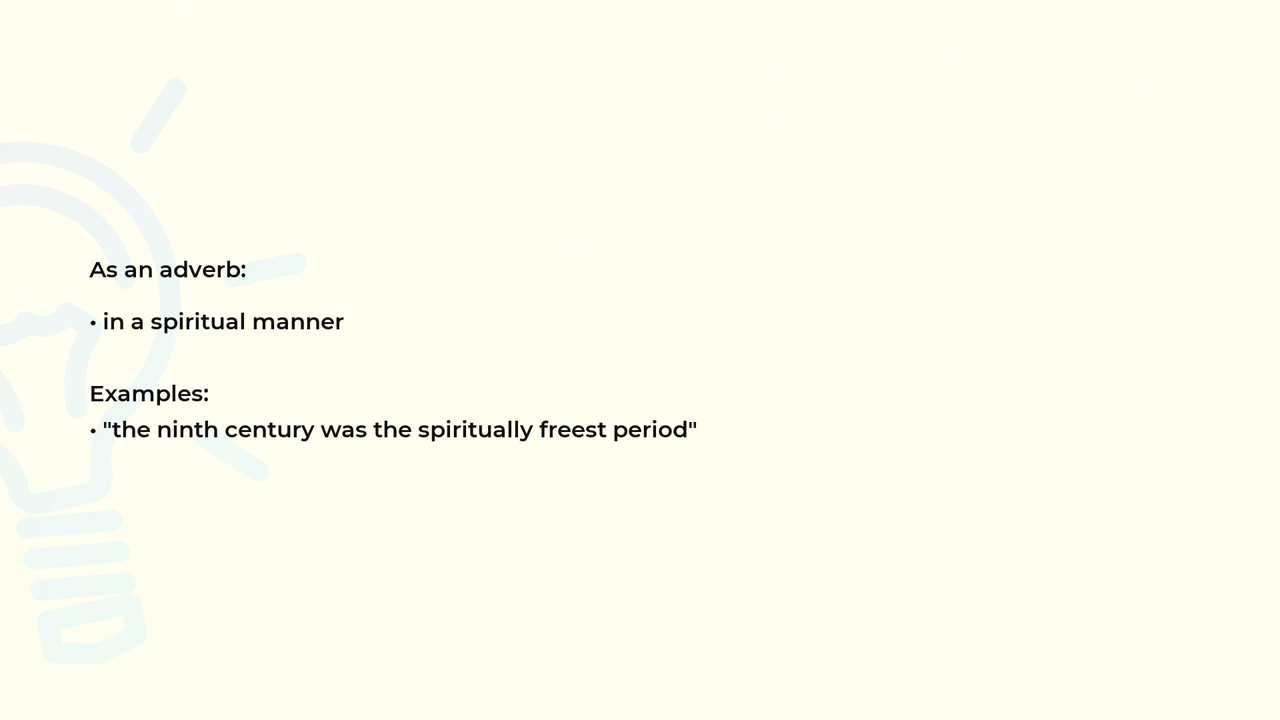 As an adverb:
• in a spiritual manner
Examples:
• "the ninth century was the spiritually freest period"